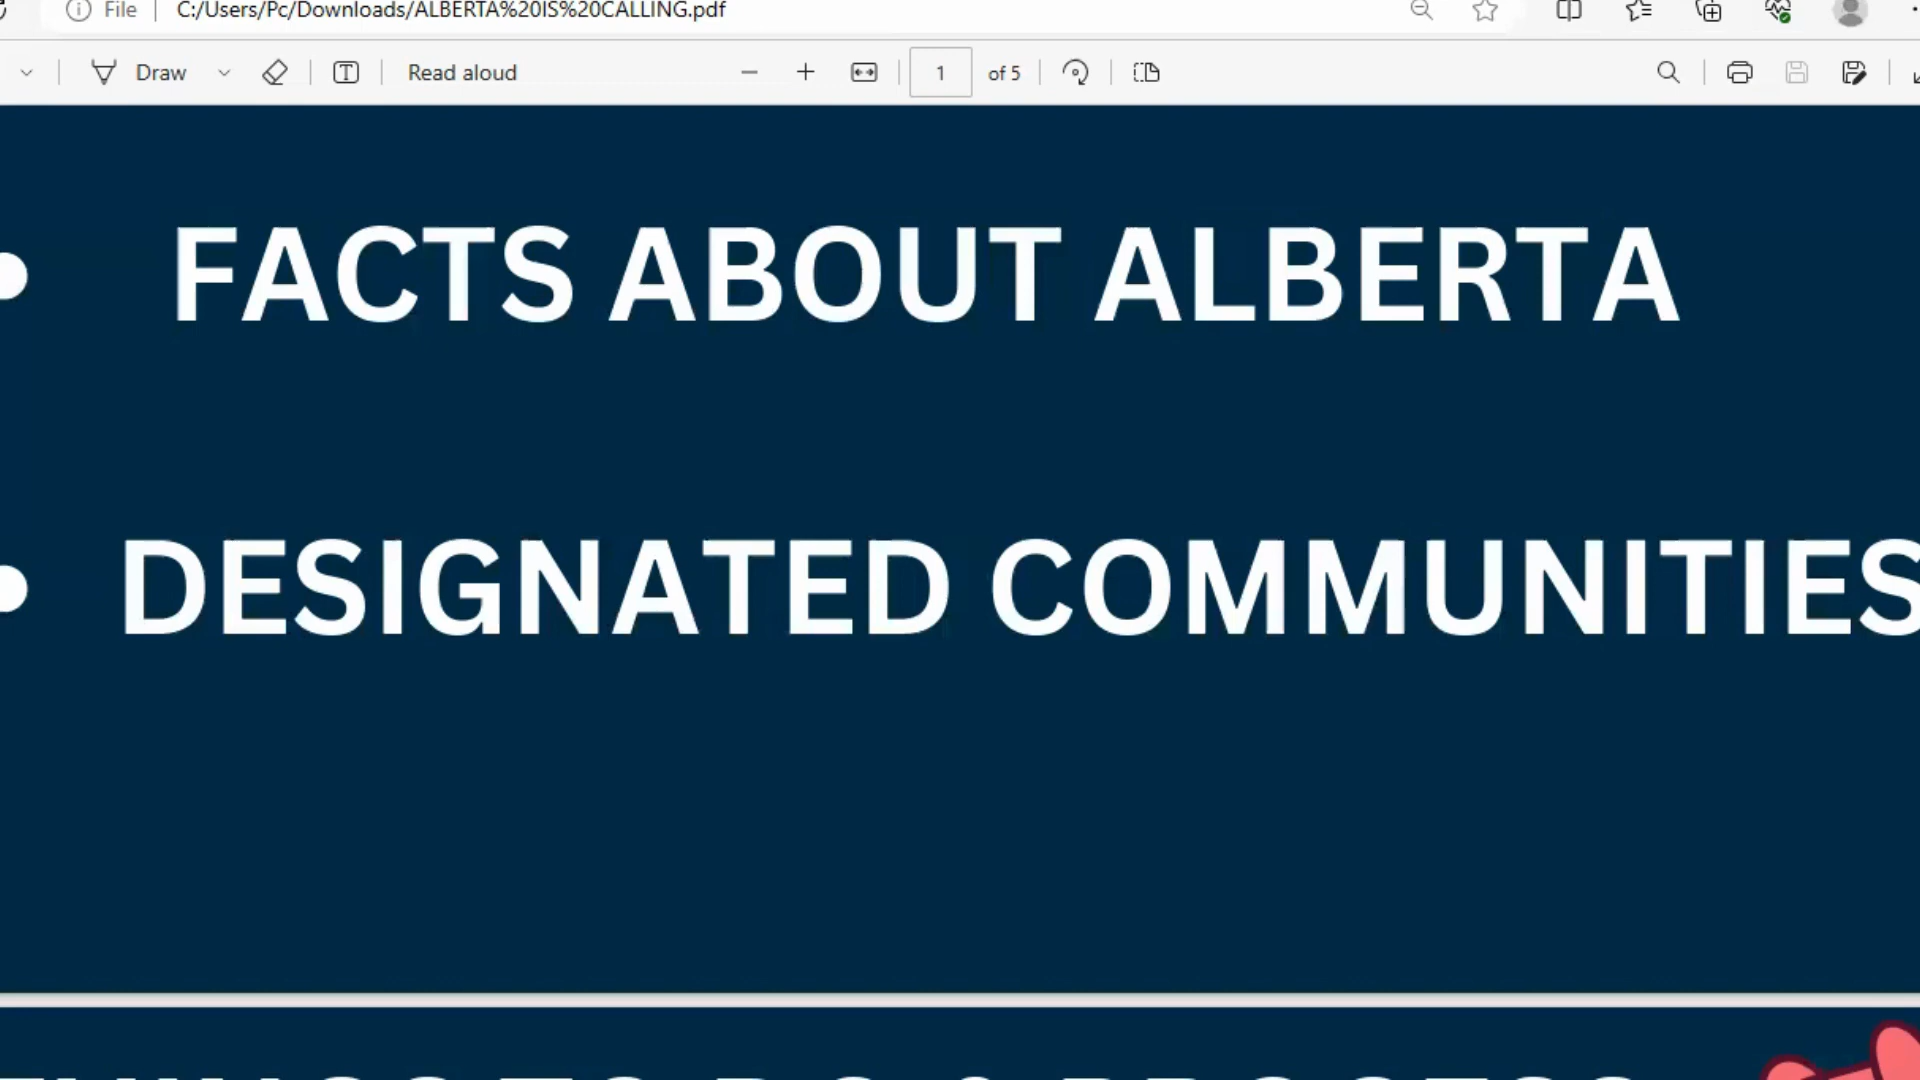 File
C:/Users/Pc/Downloads/ALBERTA%20IS%20CALLING.pdf
Draw
Read aloud
1
of 5
• FACTS ABOUT ALBERTA
• DESIGNATED COMMUNITIES